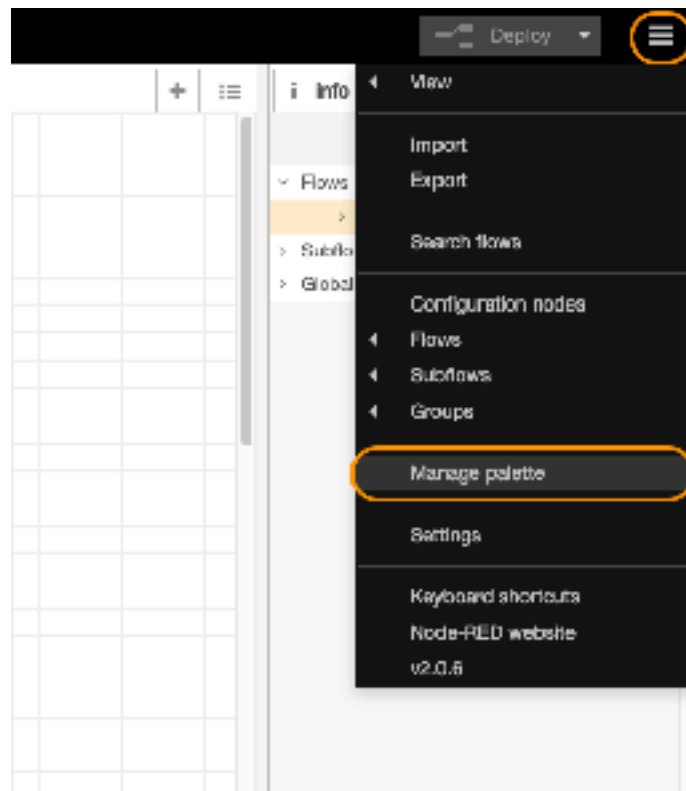 Deploy
i Info
View
Import
Export
Flows
Search flows
Subflo
Global
Configuration nodes
Flows
Subflows
Groups
Manage palette
Settings
Keyboard shortcuts
Node-RED website
v2.0.6